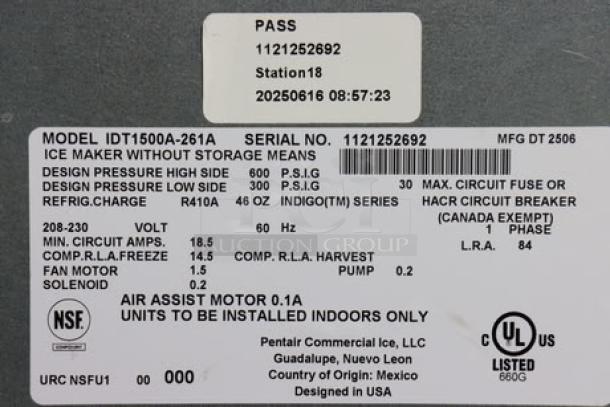 PASS
1121252692
Station18
20250616 08:57:23
MODEL IDT1500A-261A SERIAL NO. 1121252692 MFG DT 2506
ICE MAKER WITHOUT STORAGE MEANS
DESIGN PRESSURE HIGH SIDE 600 P.S.I.G
DESIGN PRESSURE LOW SIDE 300 P.S.I.G 30 MAX. CIRCUIT FUSE OR
REFRIG.CHARGE R410A 46 OZ INDIGO(TM) SERIES HACR CIRCUIT BREAKER
(CANADA EXEMPT)
208-230 VOLT 60 Hz 1 PHASE
MIN. CIRCUIT AMPS. 18.5 L.R.A. 84
COMP.R.L.A.FREEZE 14.5 COMP. R.L.A. HARVEST
FAN MOTOR 1.5 PUMP 0.2
SOLENOID 0.2
AIR ASSIST MOTOR 0.1A
UNITS TO BE INSTALLED INDOORS ONLY
NSF
COMPONENT
Pentair Commercial Ice, LLC
Guadalupe, Nuevo Leon
Country of Origin: Mexico
Designed in USA
C UL US
LISTED
660G
URC NSFU1 00 000
PCI
AUCTION GROUP